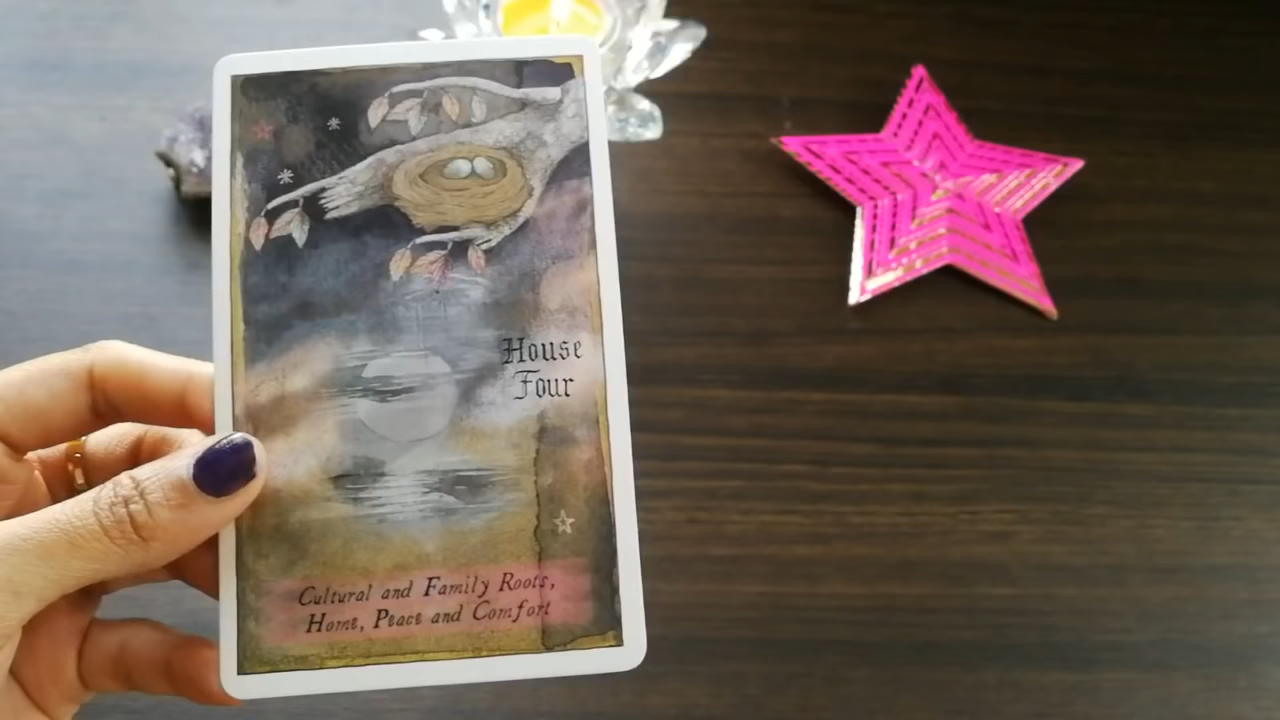 House
Four
Cultural and Family Roots,
Home, Peace and Comfort